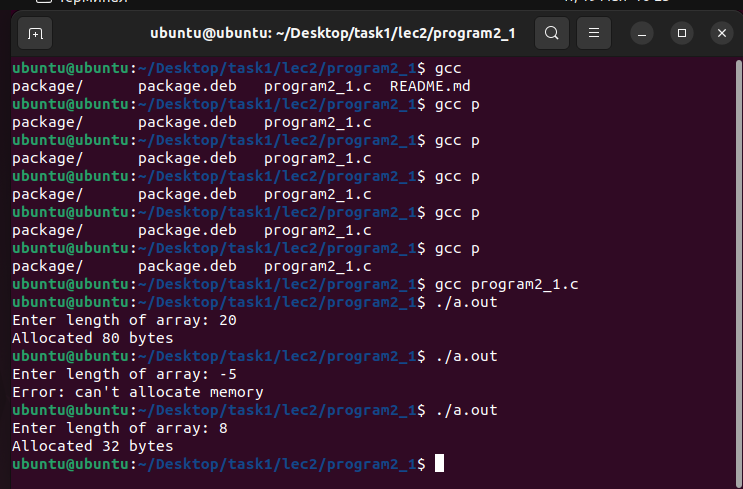 ubuntu@ubuntu: ~/Desktop/task1/lec2/program2_1
ubuntu@ubuntu:~/Desktop/task1/lec2/program2_1$ gcc
package/      package.deb   program2_1.c  README.md
ubuntu@ubuntu:~/Desktop/task1/lec2/program2_1$ gcc p
package/      package.deb   program2_1.c
ubuntu@ubuntu:~/Desktop/task1/lec2/program2_1$ gcc p
package/      package.deb   program2_1.c
ubuntu@ubuntu:~/Desktop/task1/lec2/program2_1$ gcc p
package/      package.deb   program2_1.c
ubuntu@ubuntu:~/Desktop/task1/lec2/program2_1$ gcc p
package/      package.deb   program2_1.c
ubuntu@ubuntu:~/Desktop/task1/lec2/program2_1$ gcc p
package/      package.deb   program2_1.c
ubuntu@ubuntu:~/Desktop/task1/lec2/program2_1$ gcc program2_1.c
ubuntu@ubuntu:~/Desktop/task1/lec2/program2_1$ ./a.out
Enter length of array: 20
Allocated 80 bytes
ubuntu@ubuntu:~/Desktop/task1/lec2/program2_1$ ./a.out
Enter length of array: -5
Error: can't allocate memory
ubuntu@ubuntu:~/Desktop/task1/lec2/program2_1$ ./a.out
Enter length of array: 8
Allocated 32 bytes
ubuntu@ubuntu:~/Desktop/task1/lec2/program2_1$